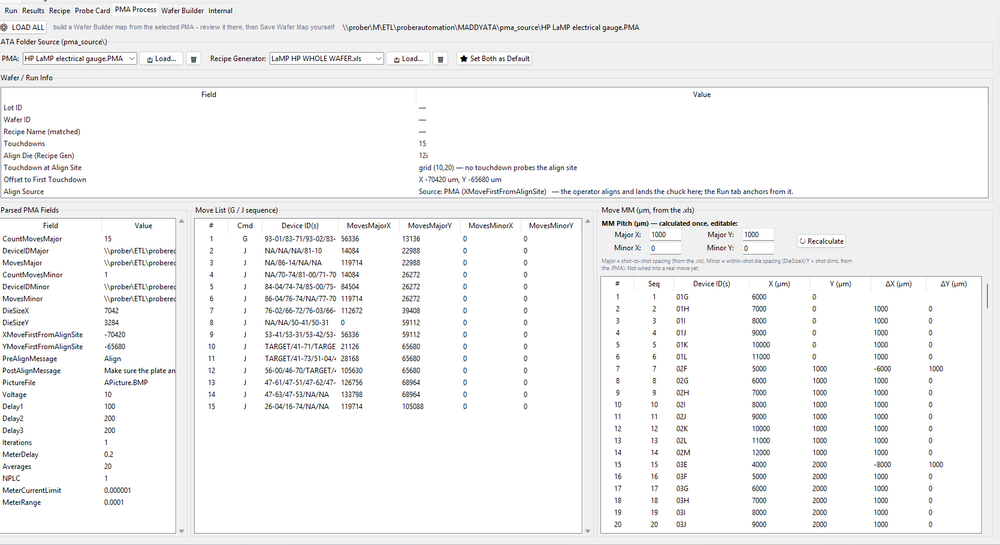 Run Results Recipe Probe Card PMA Process Wafer Builder Internal
LOAD ALL build a Wafer Builder map from the selected PMA - review it there, then Save Wafer Map yourself \\prober\M\ETL\proberautomation\MADDYATA\pma_source\HP LaMP electrical gauge.PMA
ATA Folder Source (pma_source\)
PMA: HP LaMP electrical gauge.PMA Load... Recipe Generator: LaMP HP WHOLE WAFER.xls Load... Set Both as Default
Wafer / Run Info
Field Value
Lot ID —
Wafer ID —
Recipe Name (matched) —
Touchdowns 15
Align Die (Recipe Gen) 12i
Touchdown at Align Site grid (10,20) — no touchdown probes the align site
Offset to First Touchdown X -70420 um, Y -65680 um
Align Source Source: PMA (XMoveFirstFromAlignSite) — the operator aligns and lands the chuck here; the Run tab anchors from it.
Parsed PMA Fields
Field Value
CountMovesMajor 15
DeviceIDMajor \\prober\ETL\proberec
MovesMajor \\prober\ETL\proberec
CountMovesMinor 1
DeviceIDMinor \\prober\ETL\proberec
MovesMinor \\prober\ETL\proberec
DieSizeX 7042
DieSizeY 3284
XMoveFirstFromAlignSite -70420
YMoveFirstFromAlignSite -65680
PreAlignMessage Align
PostAlignMessage Make sure the plate an
PictureFile APicture.BMP
Voltage 10
Delay1 100
Delay2 200
Delay3 200
Iterations 1
MeterDelay 0.2
Averages 20
NPLC 1
MeterCurrentLimit 0.000001
MeterRange 0.0001
Move List (G / J sequence)
# Cmd Device ID(s) MovesMajorX MovesMajorY MovesMinorX MovesMinorY
1 G 93-01/83-71/93-02/83- 56336 13136 0 0
2 J NA/NA/NA/81-10 14084 22988 0 0
3 J NA/86-14/NA/NA 119714 22988 0 0
4 J NA/70-74/81-00/71-70 14084 26272 0 0
5 J 84-04/74-74/85-00/75- 84504 26272 0 0
6 J 86-04/76-74/NA/77-70 119714 26272 0 0
7 J 76-02/66-72/76-03/66- 112672 39408 0 0
8 J NA/NA/50-41/50-31 0 59112 0 0
9 J 53-41/53-31/53-42/53- 56336 59112 0 0
10 J TARGET/41-71/TARGE 21126 65680 0 0
11 J TARGET/41-73/51-04/4 28168 65680 0 0
12 J 56-00/46-70/TARGET/4 105630 65680 0 0
13 J 47-61/47-51/47-62/47- 126756 68964 0 0
14 J 47-63/47-53/NA/NA 133798 68964 0 0
15 J 26-04/16-74/NA/NA 119714 105088 0 0
Move MM (µm, from the .xls)
MM Pitch (µm) — calculated once, editable:
Major X: 1000 Major Y: 1000
Minor X: 0 Minor Y: 0
Recalculate
Major = shot-to-shot spacing (from the .xls). Minor = within-shot die spacing (DieSizeX/Y ÷ shot dims, from
the .PMA). Not wired into a real move yet.
# Seq Device ID(s) X (µm) Y (µm) ΔX (µm) ΔY (µm)
1 1 01G 6000 0
2 2 01H 7000 0 1000 0
3 3 01I 8000 0 1000 0
4 4 01J 9000 0 1000 0
5 5 01K 10000 0 1000 0
6 6 01L 11000 0 1000 0
7 7 02F 5000 1000 -6000 1000
8 8 02G 6000 1000 1000 0
9 9 02H 7000 1000 1000 0
10 10 02I 8000 1000 1000 0
11 11 02J 9000 1000 1000 0
12 12 02K 10000 1000 1000 0
13 13 02L 11000 1000 1000 0
14 14 02M 12000 1000 1000 0
15 15 03E 4000 2000 -8000 1000
16 16 03F 5000 2000 1000 0
17 17 03G 6000 2000 1000 0
18 18 03H 7000 2000 1000 0
19 19 03I 8000 2000 1000 0
20 20 03J 9000 2000 1000 0